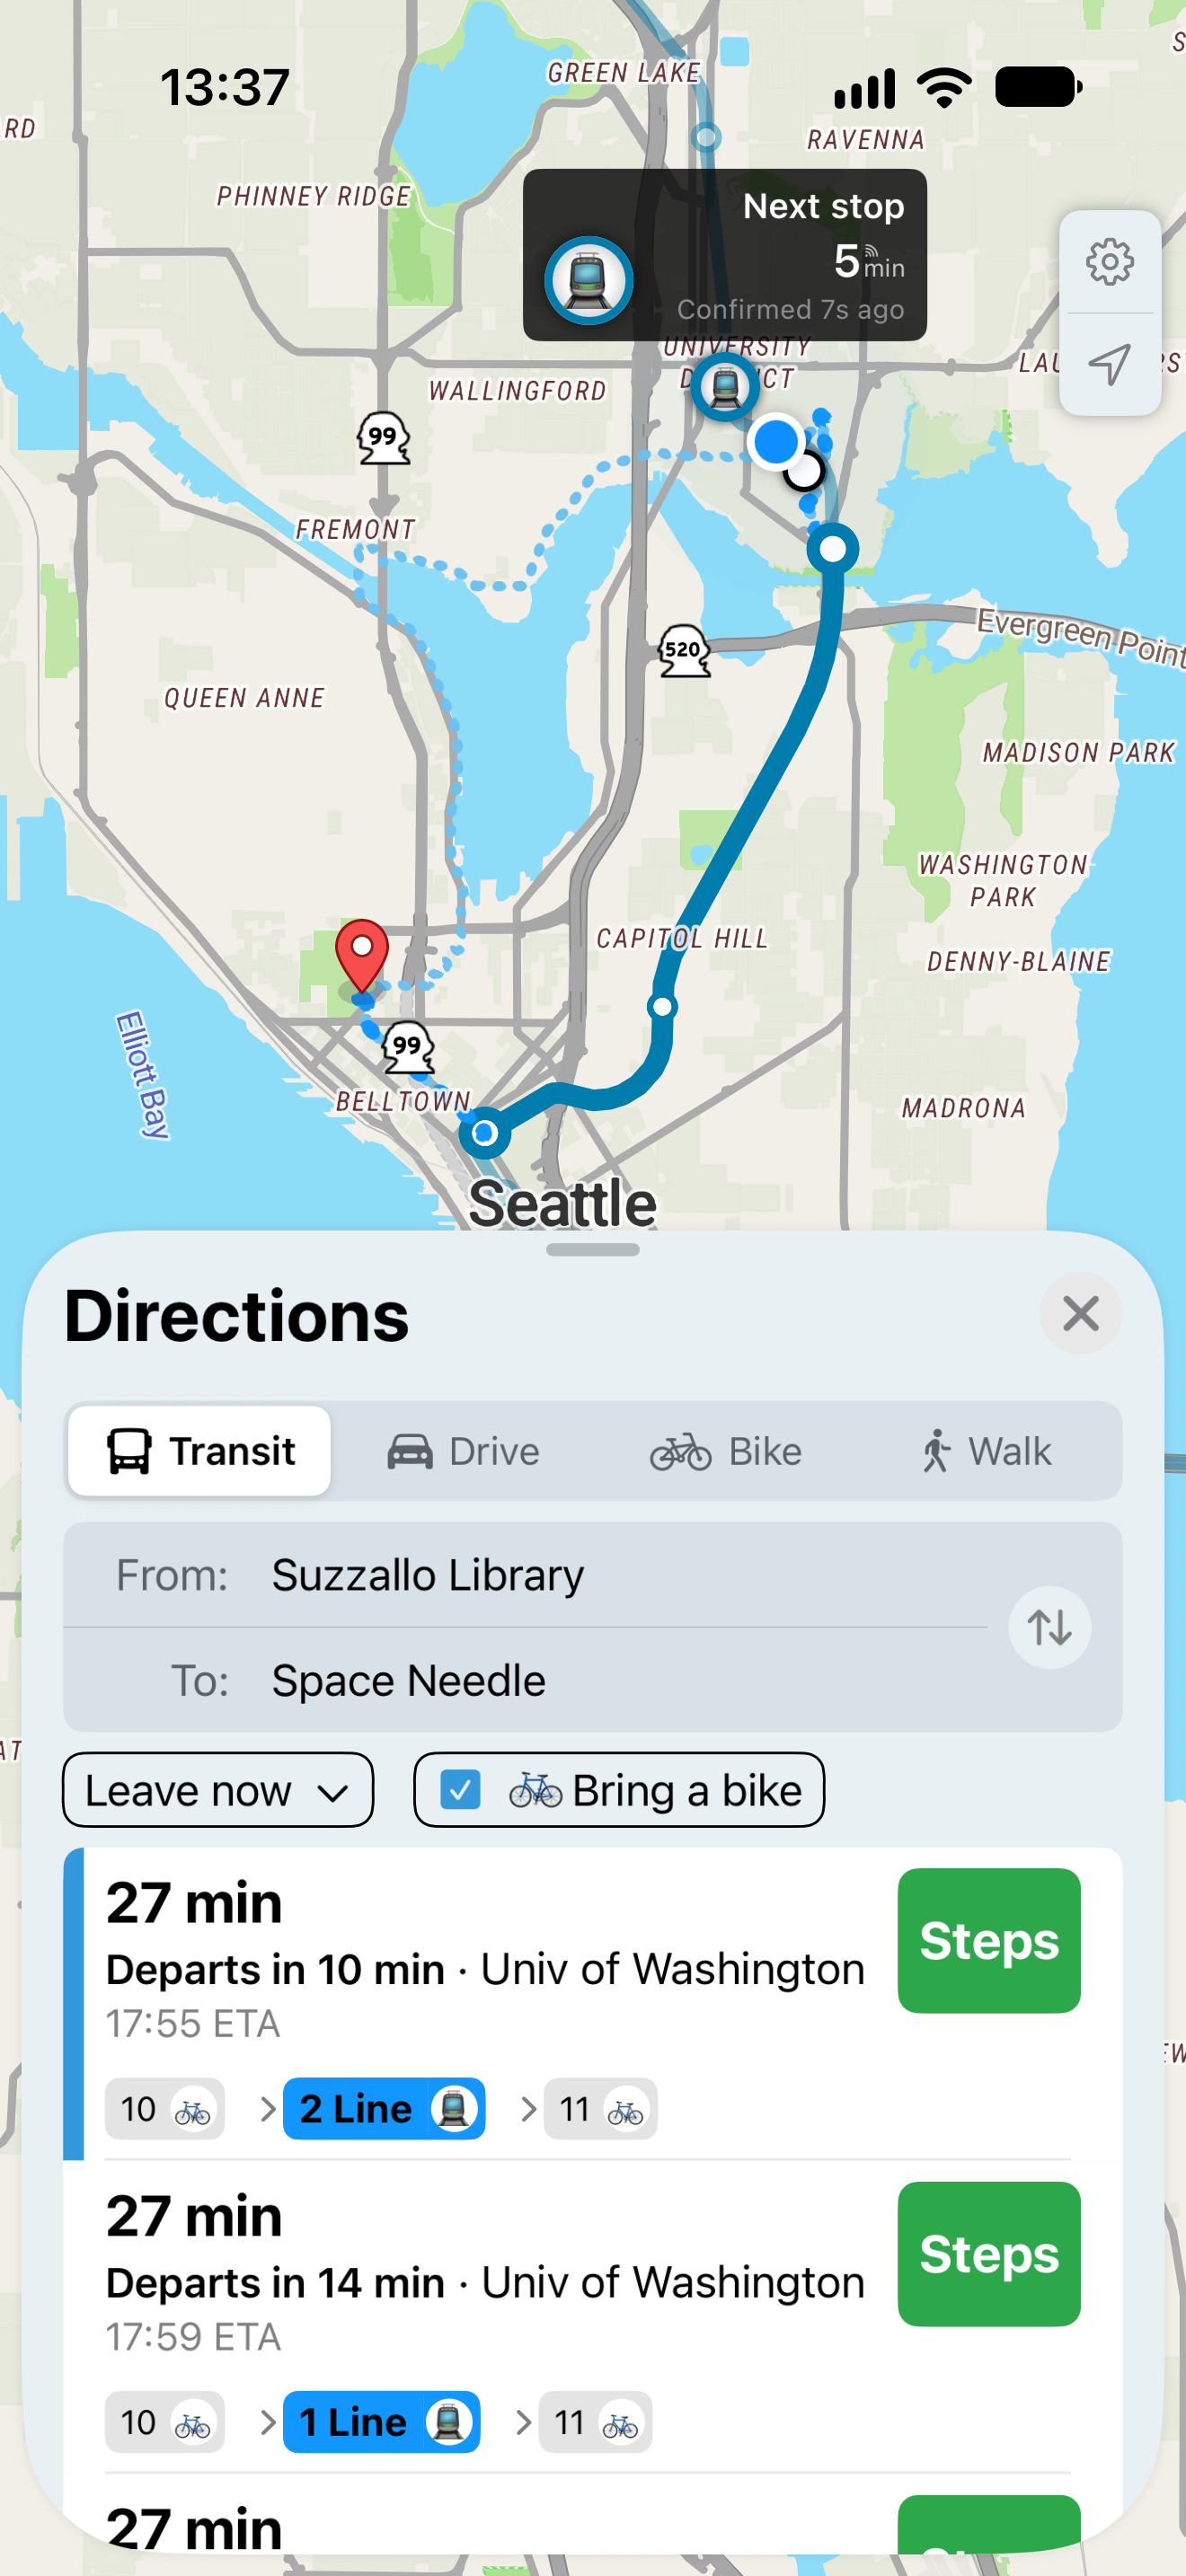 13:37
GREEN LAKE
RAVENNA
PHINNEY RIDGE
Next stop
5 min
Confirmed 7s ago
UNIVERSITY
WALLINGFORD
99
FREMONT
520
Evergreen Point
QUEEN ANNE
MADISON PARK
WASHINGTON
PARK
CAPITOL HILL
DENNY-BLAINE
Elliott Bay
99
BELLTOWN
MADRONA
Seattle
Directions
Transit
Drive
Bike
Walk
From: Suzzallo Library
To: Space Needle
Leave now
Bring a bike
27 min
Departs in 10 min · Univ of Washington
17:55 ETA
Steps
10 > 2 Line > 11
27 min
Departs in 14 min · Univ of Washington
17:59 ETA
Steps
10 > 1 Line > 11
27 min